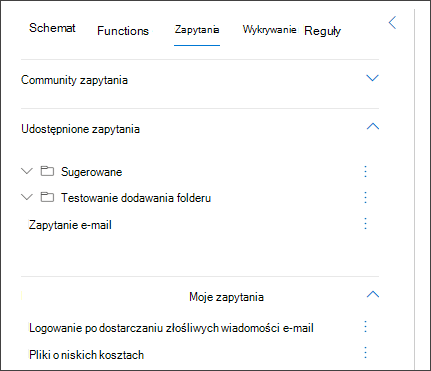 Schemat Functions Zapytania Wykrywanie Reguły
Community zapytania
Udostępnione zapytania
Sugerowane
Testowanie dodawania folderu
Zapytanie e-mail
Moje zapytania
Logowanie po dostarczaniu złośliwych wiadomości e-mail
Pliki o niskich kosztach